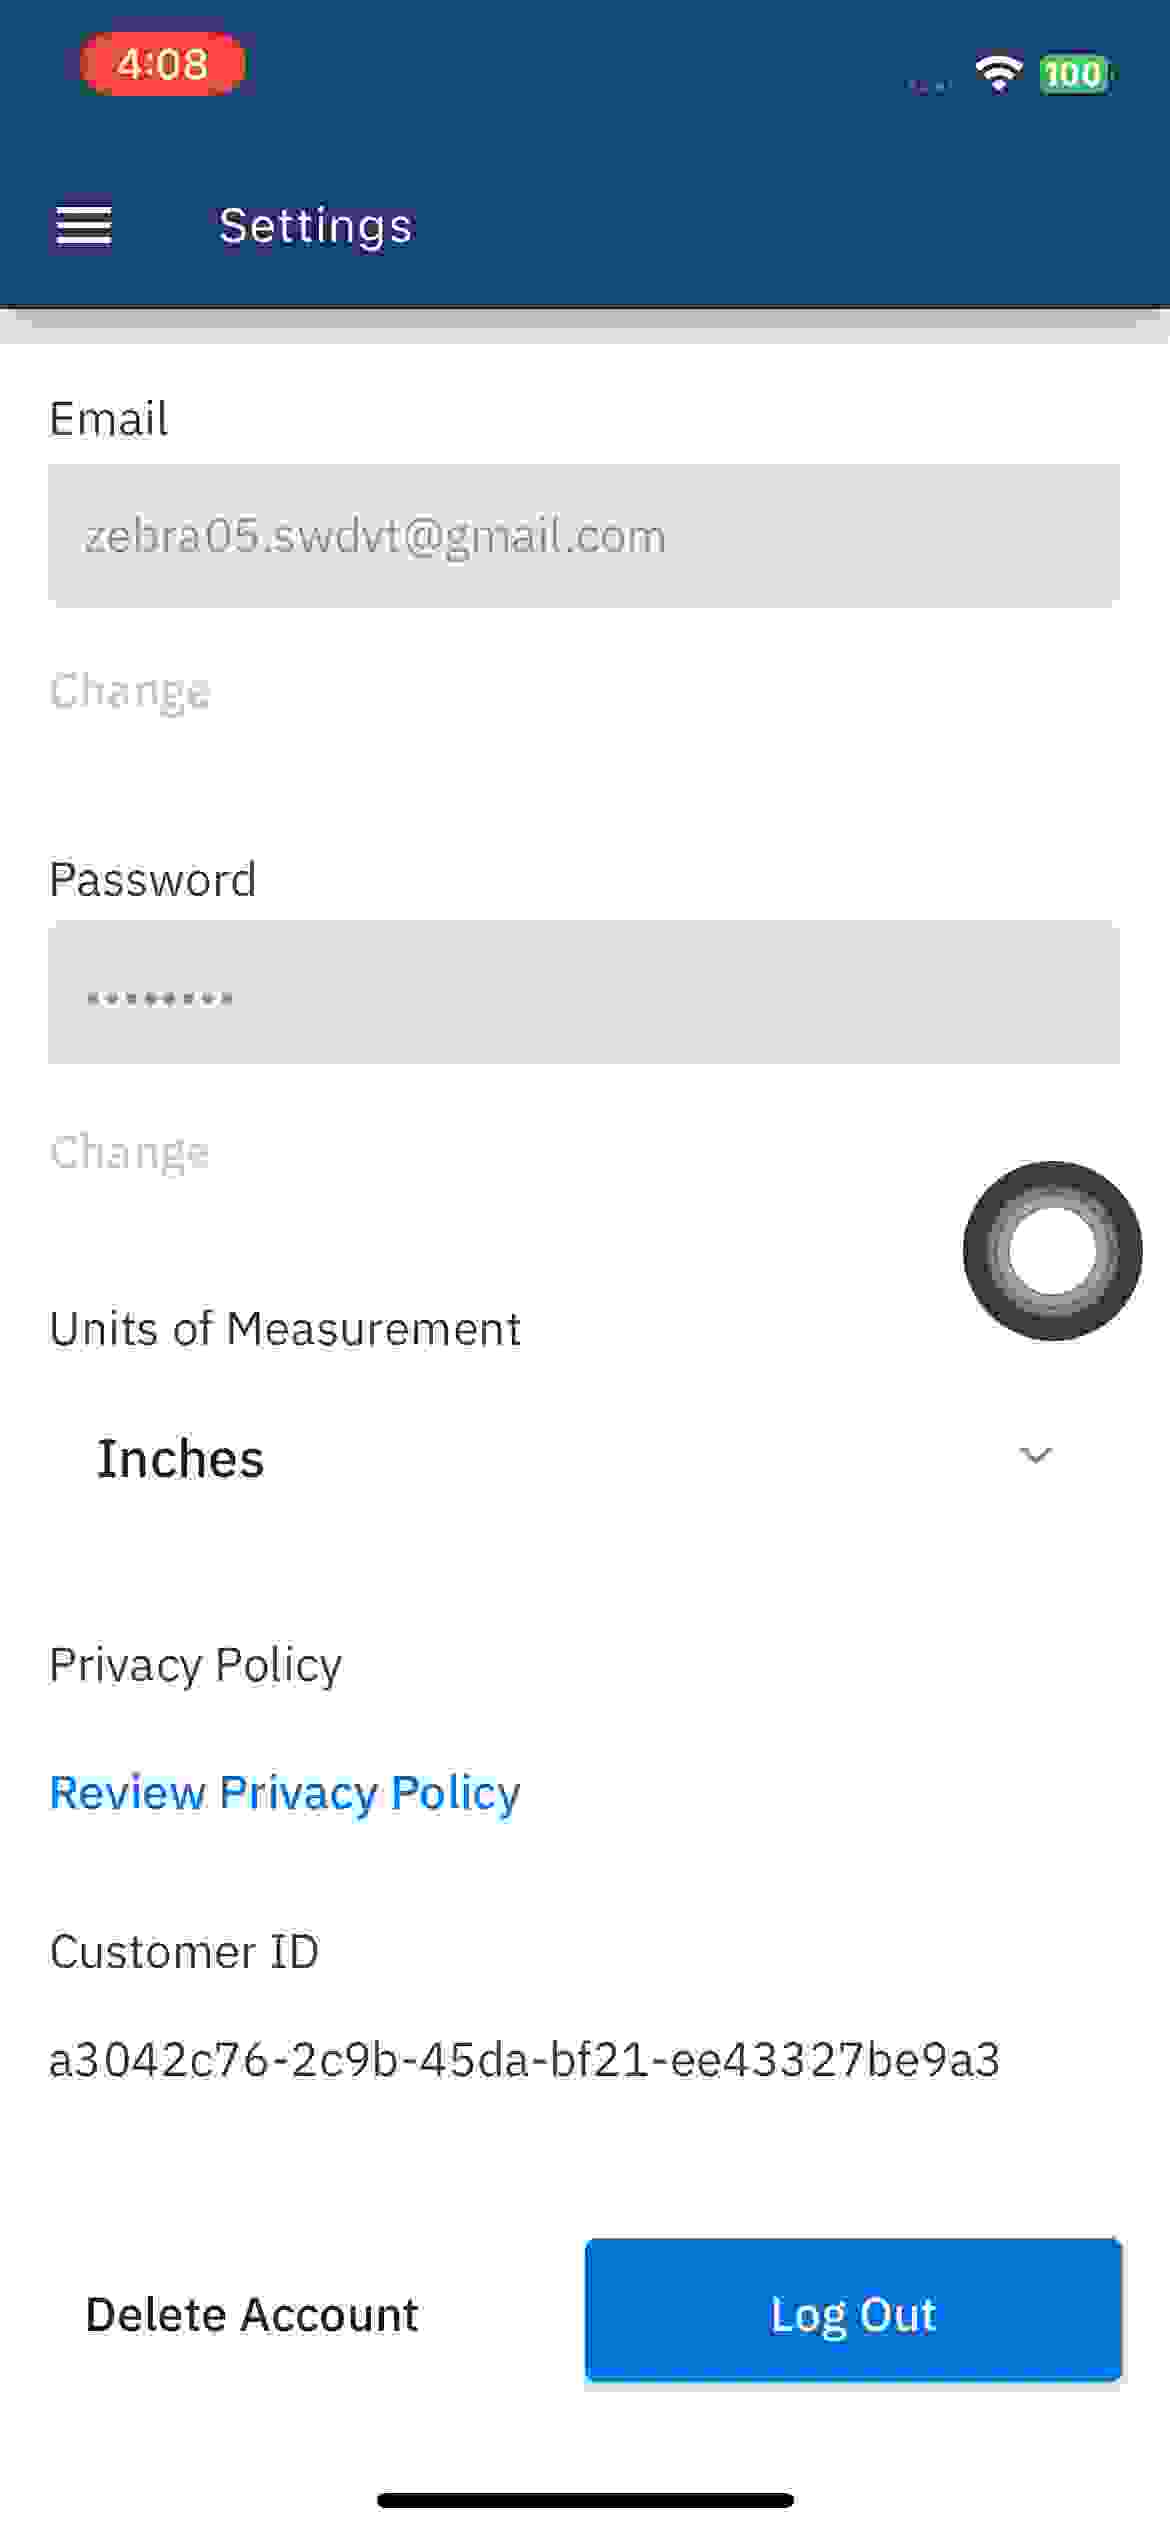 4:08
100
Settings
Email
zebra05.swdvt@gmail.com
Change
Password
••••••••
Change
Units of Measurement
Inches
Privacy Policy
Review Privacy Policy
Customer ID
a3042c76-2c9b-45da-bf21-ee43327be9a3
Delete Account
Log Out